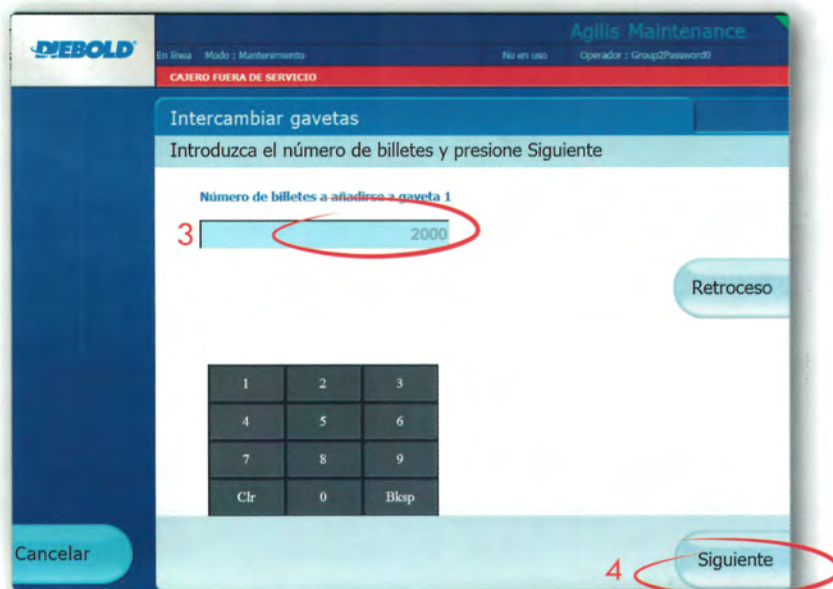 DIEBOLD
Agilis Maintenance
En línea Modo : Mantenimiento No en uso Operador : Group2Password0
CAJERO FUERA DE SERVICIO
Intercambiar gavetas
Introduzca el número de billetes y presione Siguiente
Número de billetes a añadirse a gaveta 1
3 2000
Retroceso
1 2 3
4 5 6
7 8 9
Clr 0 Bksp
Cancelar
4 Siguiente